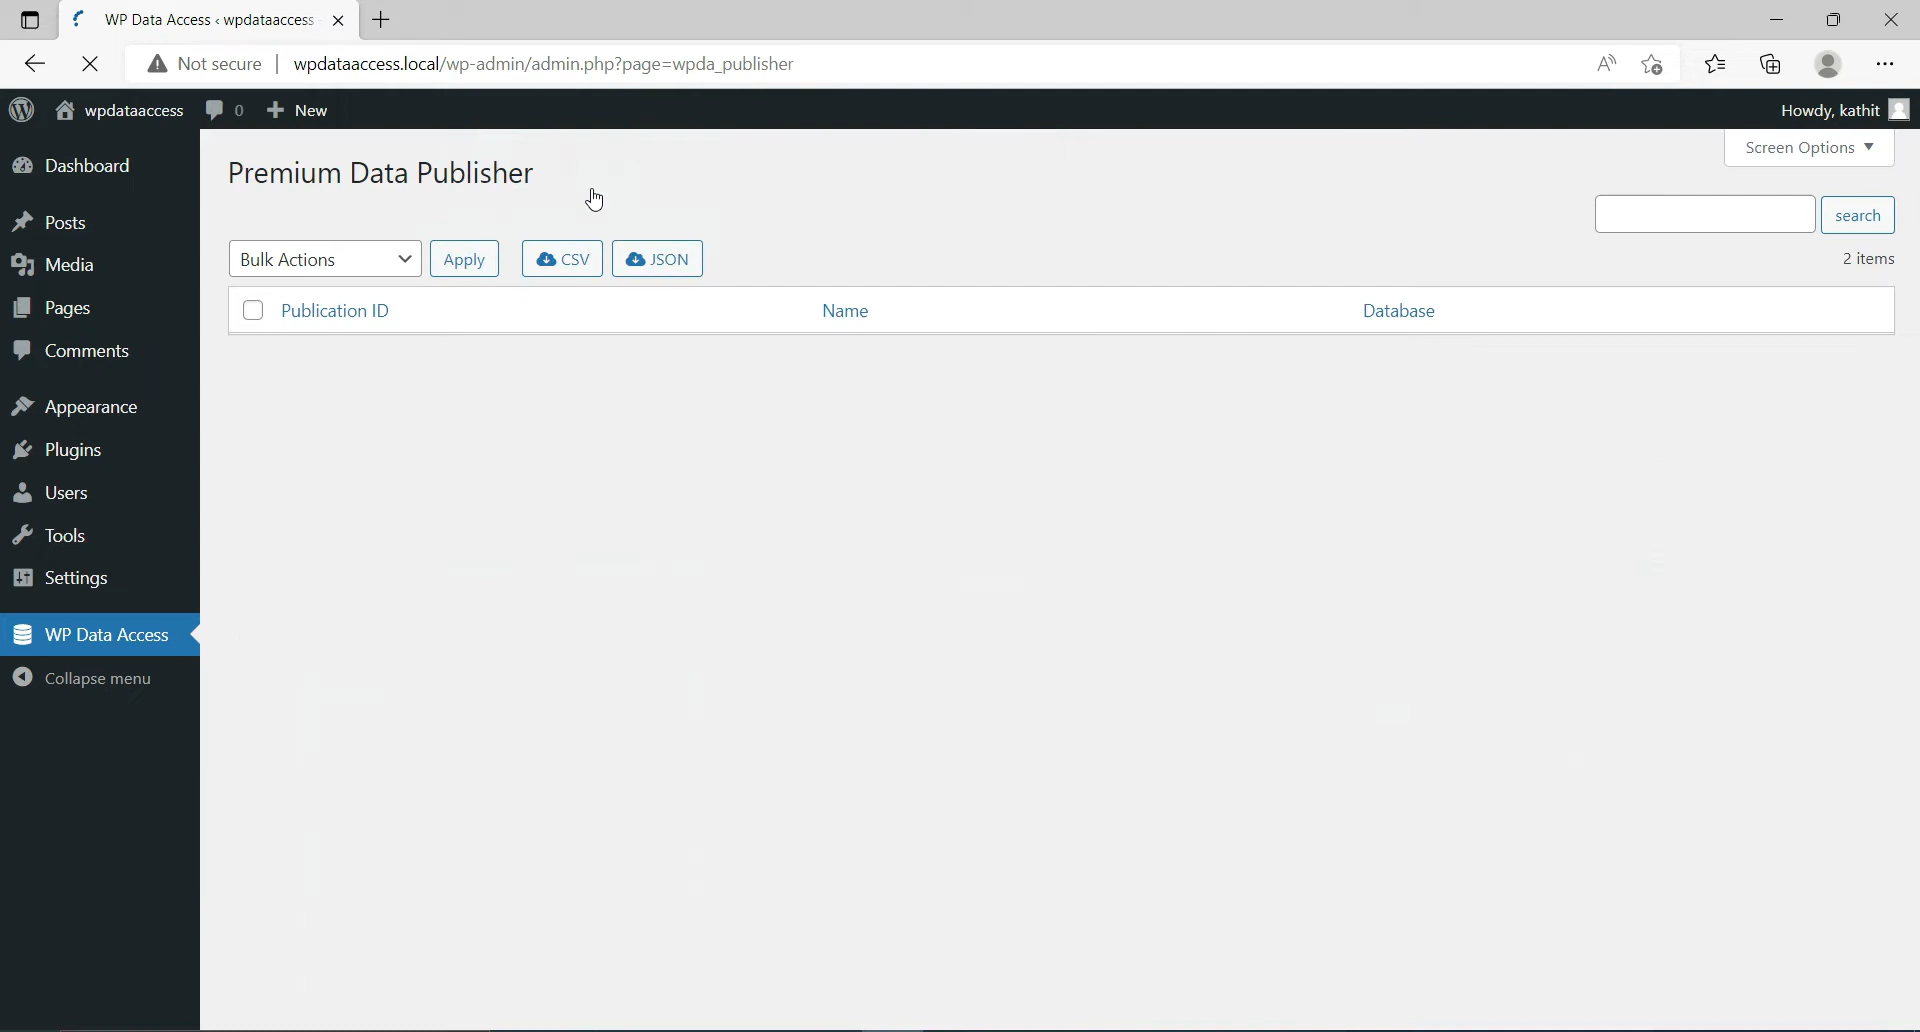 WP Data Access ‹ wpdataaccess
Not secure
wpdataaccess.local/wp-admin/admin.php?page=wpda_publisher
wpdataaccess
0
New
Howdy, kathit
Dashboard
Posts
Media
Pages
Comments
Appearance
Plugins
Users
Tools
Settings
WP Data Access
Collapse menu
Screen Options
Premium Data Publisher
search
Bulk Actions
Apply
CSV
JSON
2 items
Publication ID
Name
Database